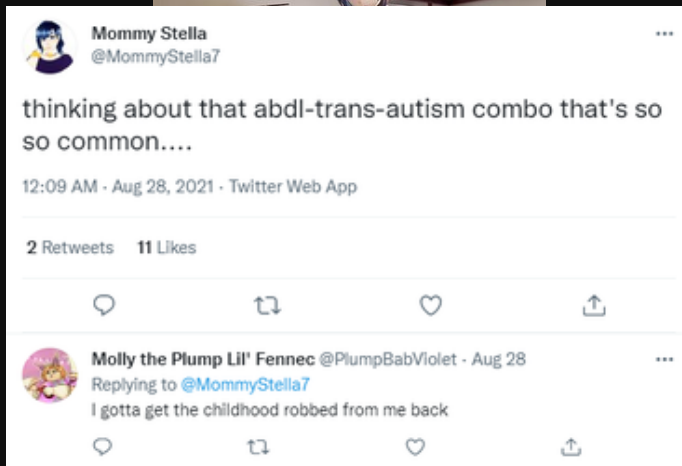 Mommy Stella
@MommyStella7
thinking about that abdl-trans-autism combo that's so
so common....
12:09 AM · Aug 28, 2021 · Twitter Web App
2 Retweets 11 Likes
Molly the Plump Lil' Fennec @PlumpBabViolet · Aug 28
Replying to @MommyStella7
I gotta get the childhood robbed from me back